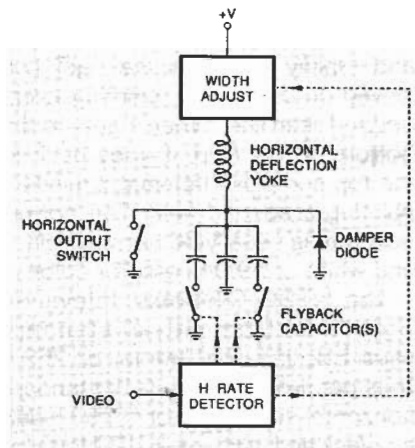 +V
WIDTH
ADJUST
HORIZONTAL
DEFLECTION
YOKE
HORIZONTAL
OUTPUT
SWITCH
DAMPER
DIODE
FLYBACK
CAPACITOR(S)
VIDEO
H RATE
DETECTOR